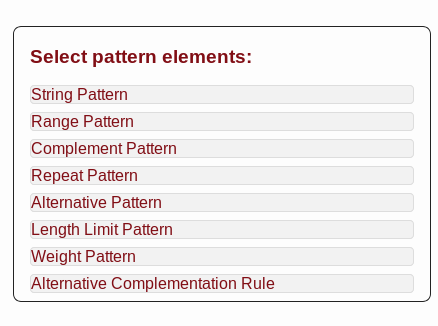 Select pattern elements:
String Pattern
Range Pattern
Complement Pattern
Repeat Pattern
Alternative Pattern
Length Limit Pattern
Weight Pattern
Alternative Complementation Rule